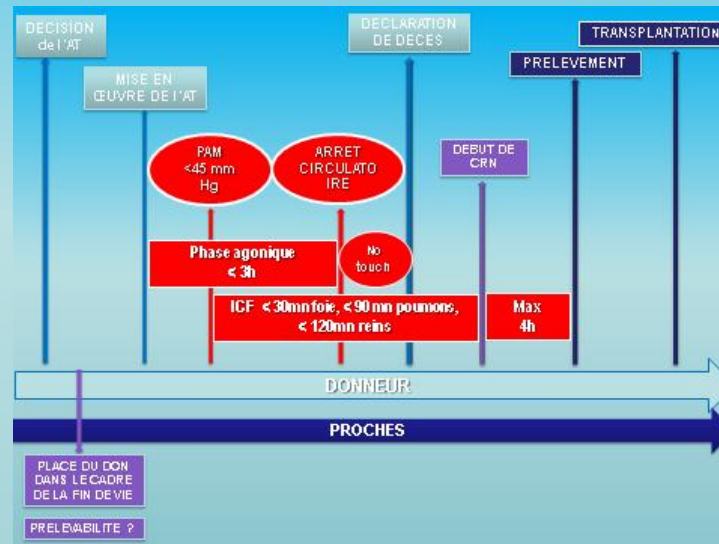 DECISION
de l'AT
MISE EN
ŒUVRE DE l'AT
DECLARATION
DE DECES
TRANSPLANTATION
PRELEVEMENT
PAM
<45 mm
Hg
ARRET
CIRCULATO
IRE
DEBUT DE
CRN
Phase agonique
< 3h
No
touch
ICF < 30mn foie, < 90 mn poumons,
< 120mn reins
Max
4h
DONNEUR
PROCHES
PLACE DU DON
DANS LE CADRE
DE LA FIN DE VIE
PRELEVABILITE ?